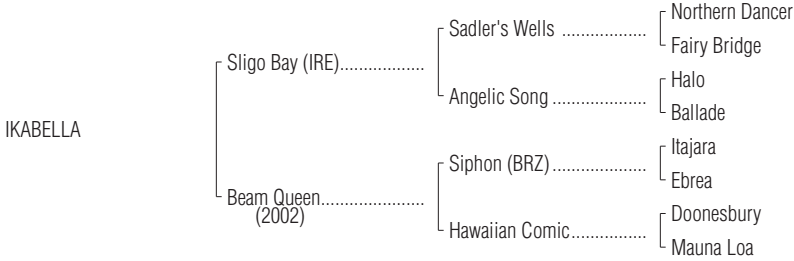 Northern Dancer
Sadler's Wells ...................
Fairy Bridge
Sligo Bay (IRE)..................
Halo
Angelic Song ....................
Ballade
IKABELLA
Itajara
Siphon (BRZ) ....................
Ebrea
Beam Queen......................
(2002)
Doonesbury
Hawaiian Comic................
Mauna Loa